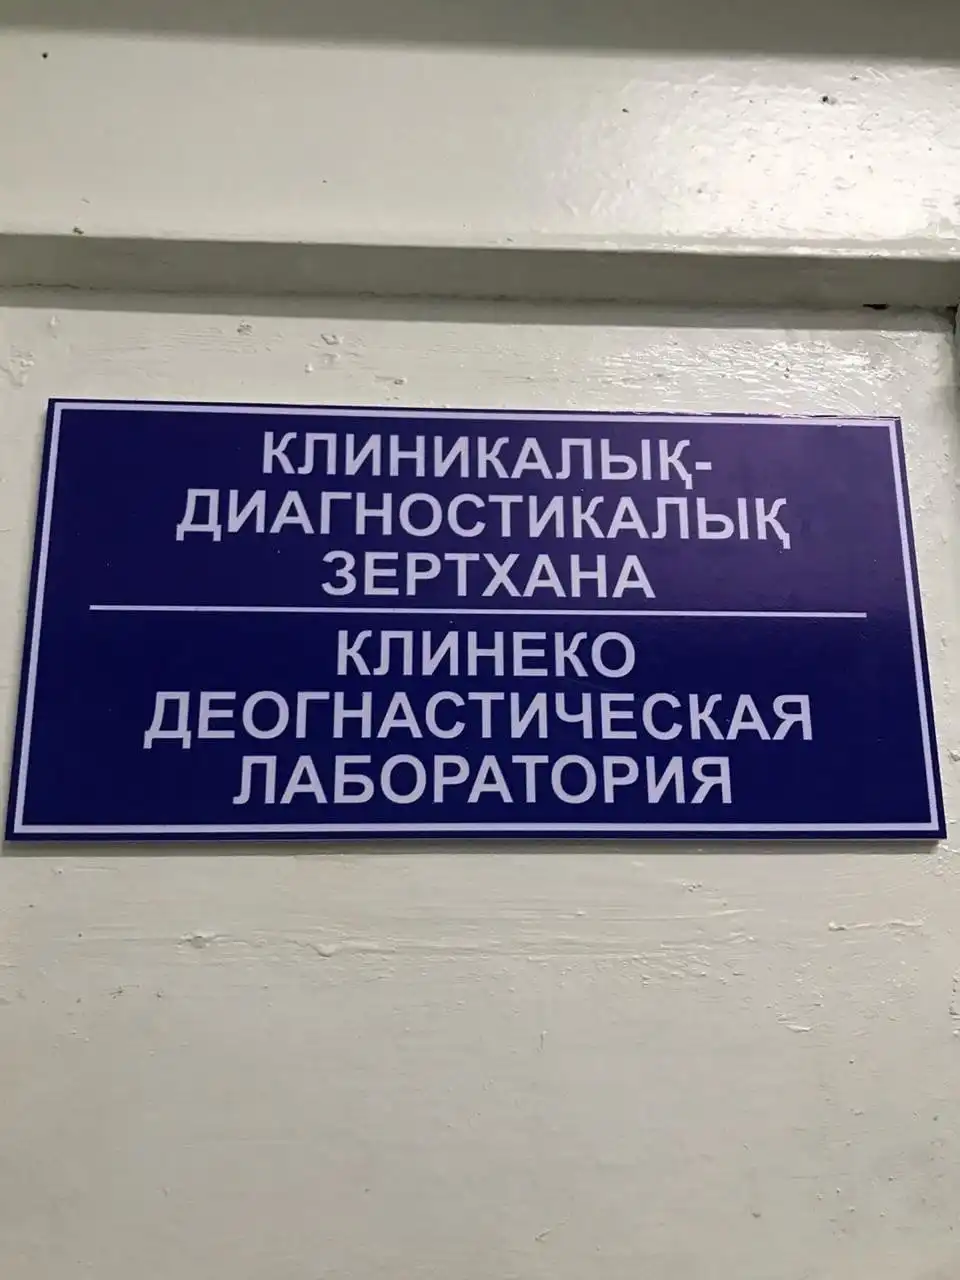 КЛИНИКАЛЫҚ-
ДИАГНОСТИКАЛЫҚ
ЗЕРТХАНА
КЛИНЕКО
ДЕОГНАСТИЧЕСКАЯ
ЛАБОРАТОРИЯ